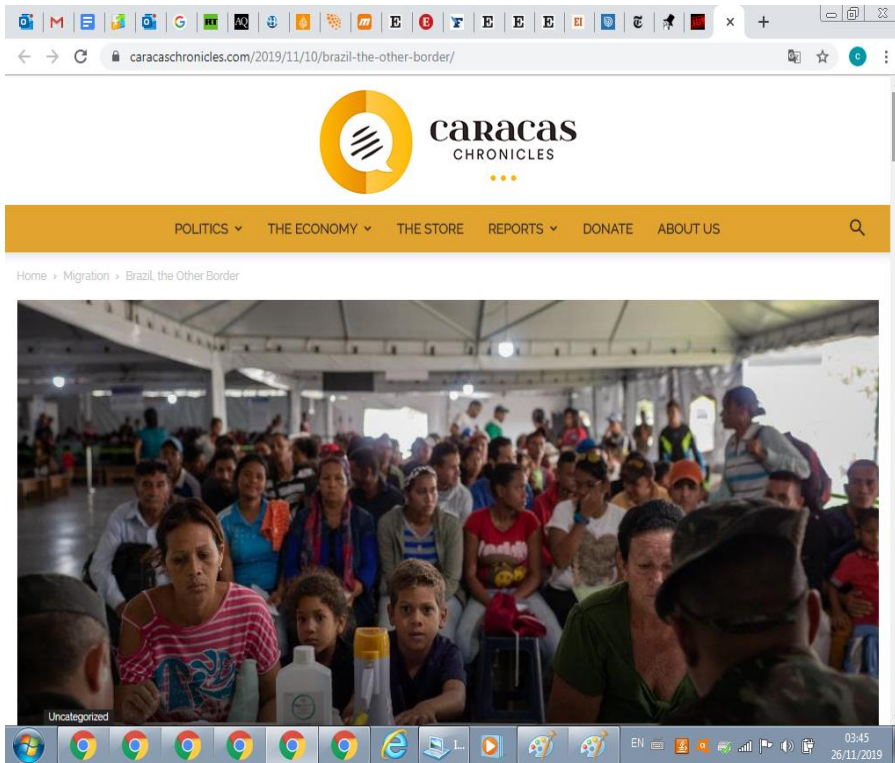 caracaschronicles.com/2019/11/10/brazil-the-other-border/
CARACAS
CHRONICLES
POLITICS
THE ECONOMY
THE STORE
REPORTS
DONATE
ABOUT US
Home › Migration › Brazil, the Other Border
Uncategorized
EN
03:45
26/11/2019